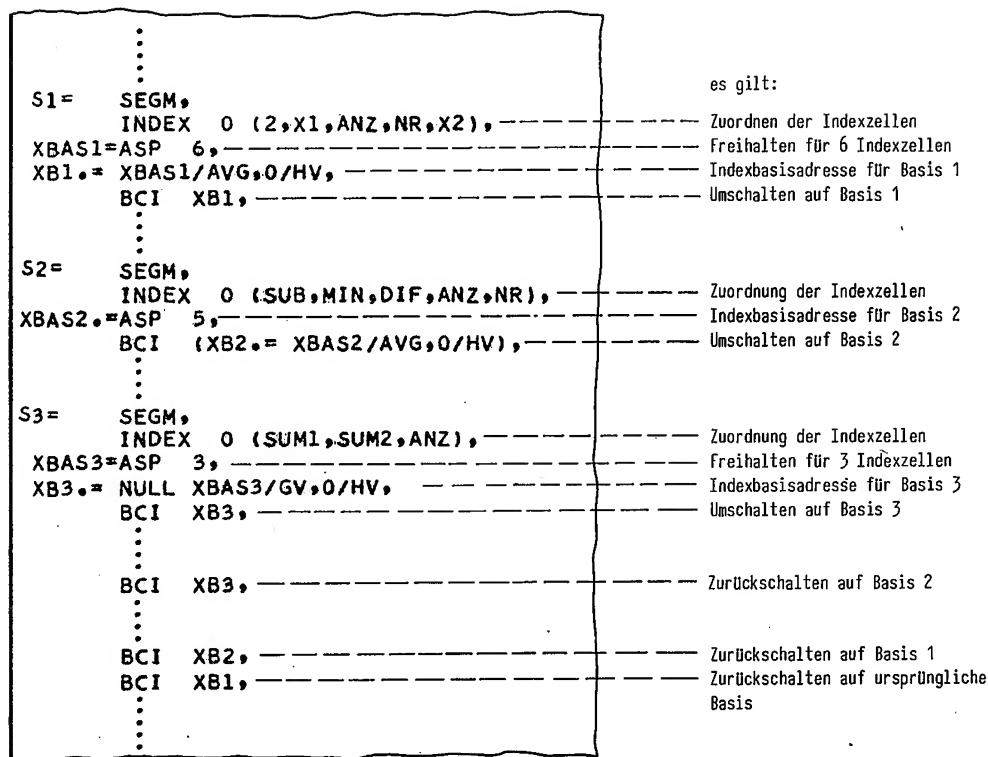 es gilt:
S1= SEGM,
INDEX 0 (2,X1,ANZ,NR,X2), Zuordnen der Indexzellen
XBAS1=ASP 6, Freihalten für 6 Indexzellen
XB1.= XBAS1/AVG,0/HV, Indexbasisadresse für Basis 1
BCI XB1, Umschalten auf Basis 1
S2= SEGM,
INDEX 0 (SUB,MIN,DIF,ANZ,NR), Zuordnung der Indexzellen
XBAS2.=ASP 5, Indexbasisadresse für Basis 2
BCI (XB2.= XBAS2/AVG,0/HV), Umschalten auf Basis 2
S3= SEGM,
INDEX 0 (SUM1,SUM2,ANZ), Zuordnung der Indexzellen
XBAS3=ASP 3, Freihalten für 3 Indexzellen
XB3.= NULL XBAS3/GV,0/HV, Indexbasisadresse für Basis 3
BCI XB3, Umschalten auf Basis 3
BCI XB3, Zurückschalten auf Basis 2
BCI XB2, Zurückschalten auf Basis 1
BCI XB1, Zurückschalten auf ursprüngliche
Basis